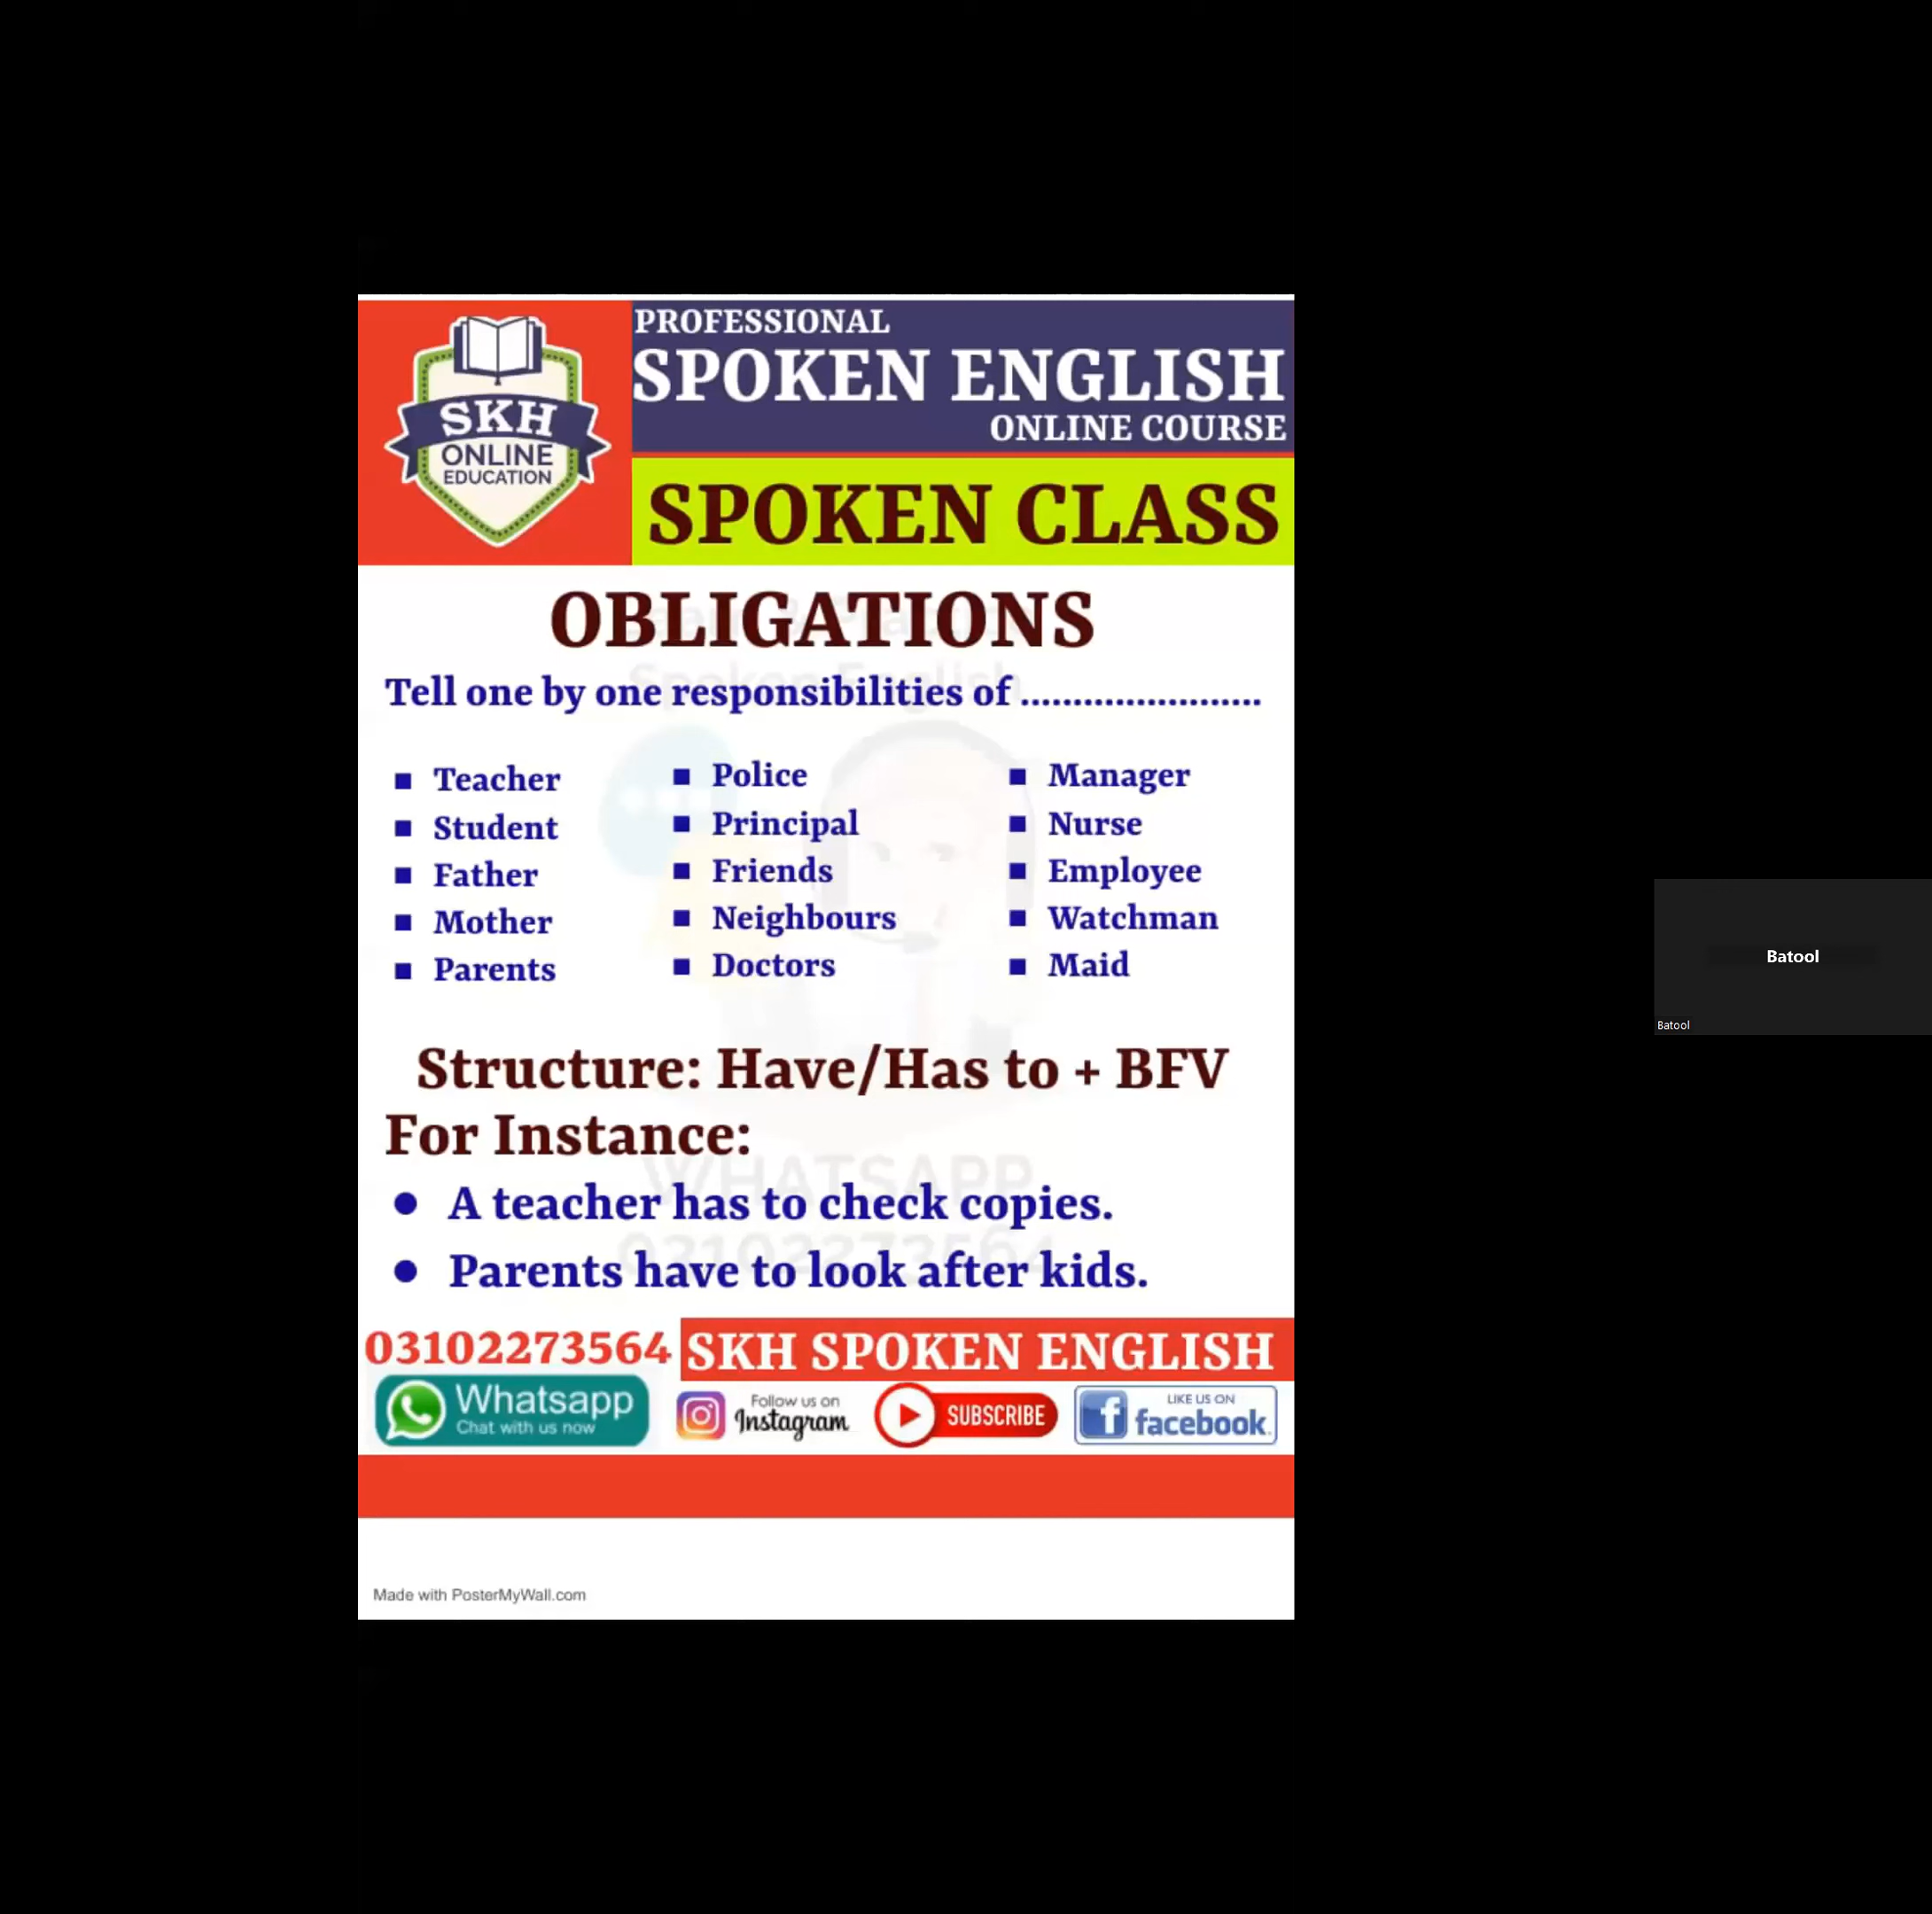 PROFESSIONAL
SPOKEN ENGLISH
ONLINE COURSE
SKH
ONLINE
EDUCATION
SPOKEN CLASS
OBLIGATIONS
Tell one by one responsibilities of .......................
Teacher
Student
Father
Mother
Parents
Police
Principal
Friends
Neighbours
Doctors
Manager
Nurse
Employee
Watchman
Maid
Structure: Have/Has to + BFV
For Instance:
A teacher has to check copies.
Parents have to look after kids.
WHATSAPP
03102273564
03102273564
SKH SPOKEN ENGLISH
Whatsapp
Chat with us now
Follow us on
Instagram
SUBSCRIBE
LIKE US ON
facebook.
Made with PosterMyWall.com
Batool
Batool